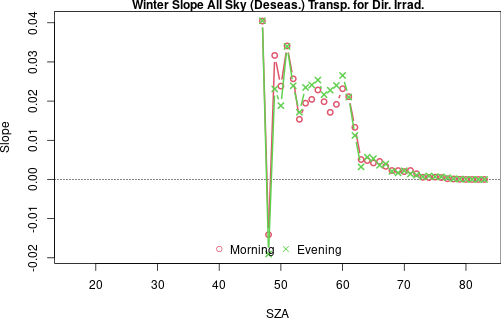 Winter Slope All Sky (Deseas.) Transp. for Dir. Irrad.
0.04
0.03
0.02
0.01
0.00
-0.01
-0.02
Slope
Morning Evening
20 30 40 50 60 70 80
SZA